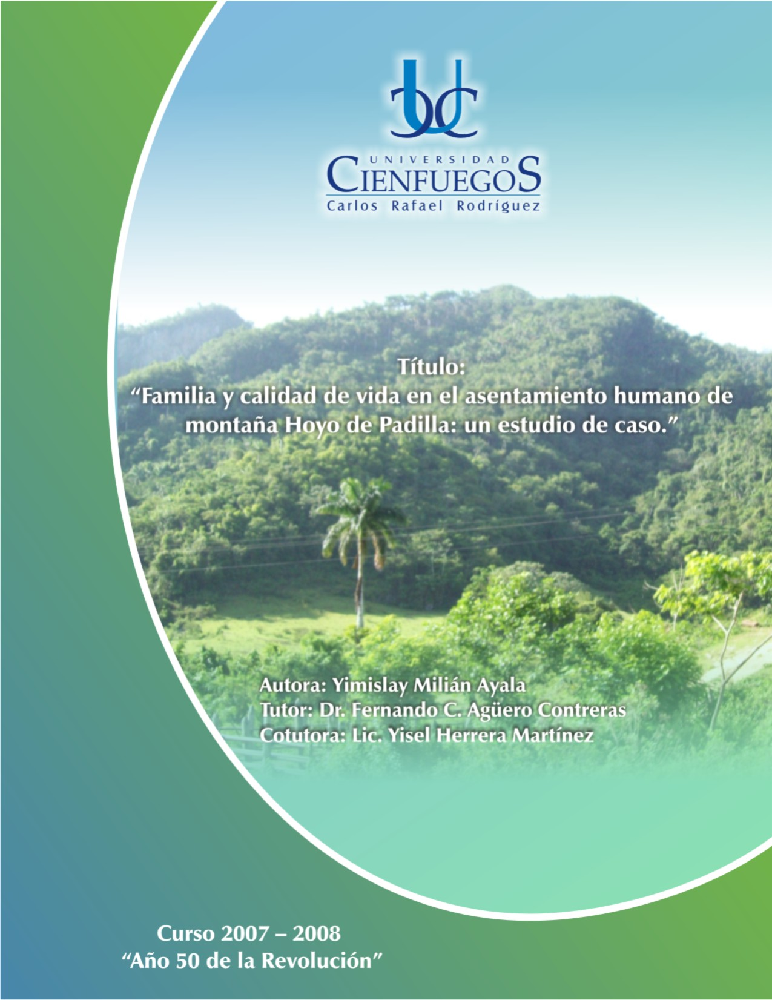 UNIVERSIDAD
CIENFUEGOS
Carlos Rafael Rodríguez
Título:
“Familia y calidad de vida en el asentamiento humano de
montaña Hoyo de Padilla: un estudio de caso.”
Autora: Yimislay Milián Ayala
Tutor: Dr. Fernando C. Agüero Contreras
Cotutora: Lic. Yisel Herrera Martínez
Curso 2007 – 2008
“Año 50 de la Revolución”